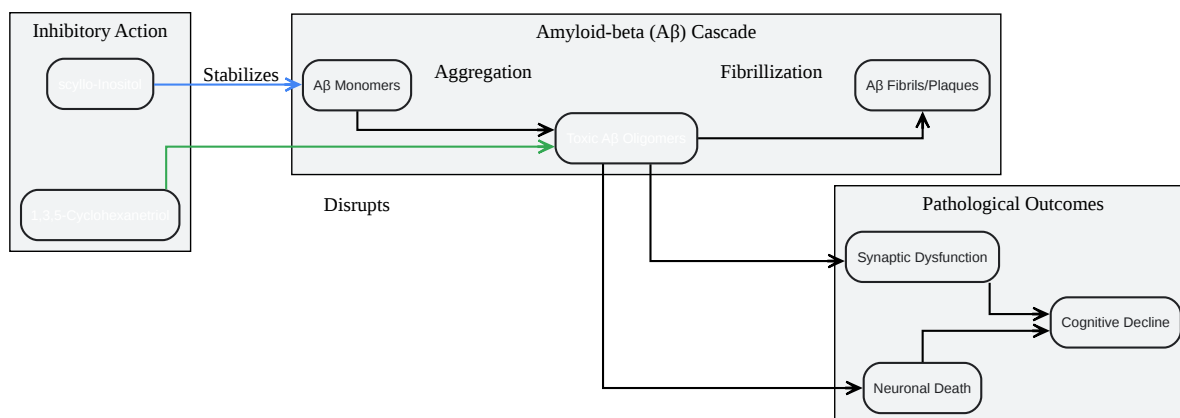 Inhibitory Action
scyllo-Inositol
1,3,5-Cyclohexanetriol
Stabilizes
Disrupts
Amyloid-beta (Aβ) Cascade
Aβ Monomers
Aggregation
Toxic Aβ Oligomers
Fibrillization
Aβ Fibrils/Plaques
Pathological Outcomes
Synaptic Dysfunction
Cognitive Decline
Neuronal Death